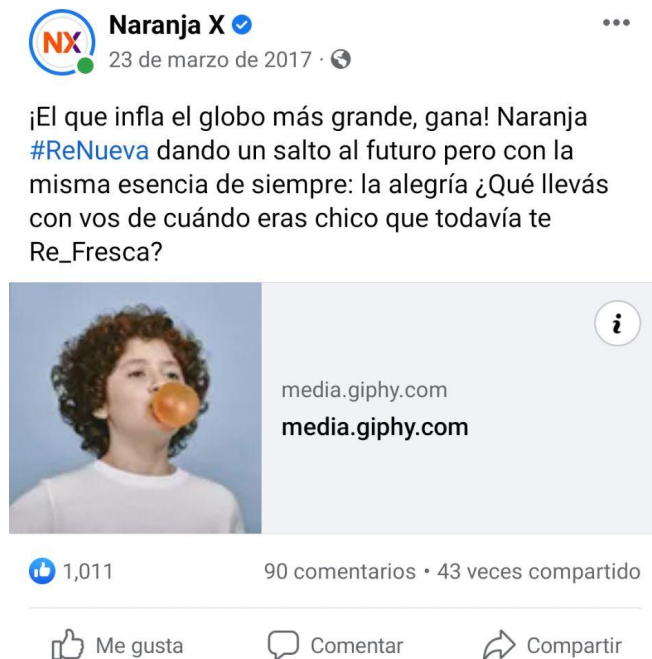 NX
Naranja X
23 de marzo de 2017 ·
¡El que infla el globo más grande, gana! Naranja
#ReNueva dando un salto al futuro pero con la
misma esencia de siempre: la alegría ¿Qué llevás
con vos de cuándo eras chico que todavía te
Re_Fresca?
i
media.giphy.com
media.giphy.com
1,011 90 comentarios • 43 veces compartido
Me gusta Comentar Compartir